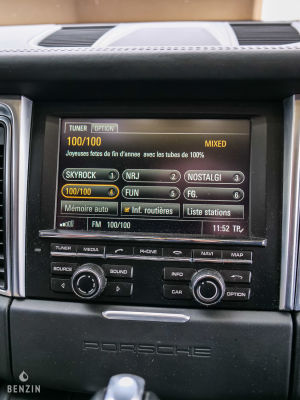 TUNER OPTION
100/100 MIXED
Joyeuses fetes de fin d'annee avec les tubes de 100%
SKYROCK 1 NRJ 2 NOSTALGI 3
100/100 4 FUN 5 FG. 6
Mémoire auto Inf. routières Liste stations
FM 100/100 11:52 TP
TUNER MEDIA PHONE NAVI MAP
SOURCE SOUND INFO
CAR OPTION
PORSCHE
BENZIN